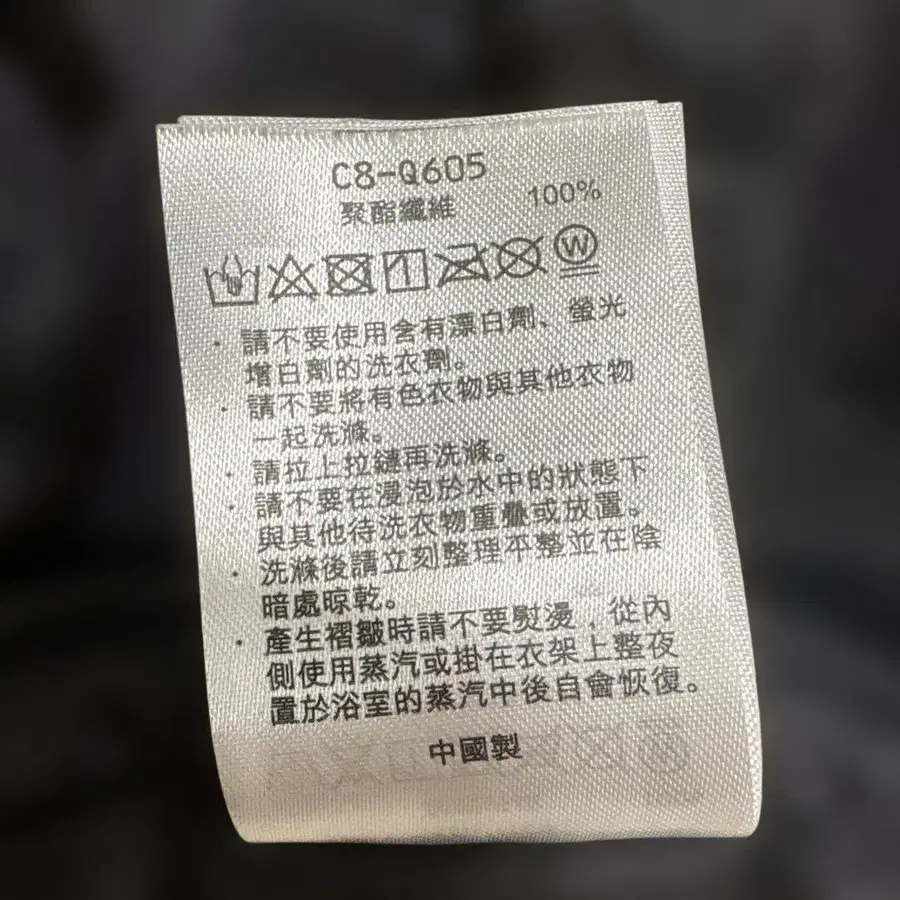 C8-Q605
聚酯纖維 100%
W
・請不要使用含有漂白劑、螢光
增白劑的洗衣劑。
・請不要將有色衣物與其他衣物
一起洗滌。
・請拉上拉鏈再洗滌。
・請不要在浸泡於水中的狀態下
與其他待洗衣物重疊或放置。
・洗滌後請立刻整理平整並在陰
暗處晾乾。
・產生褶皺時請不要熨燙，從內
側使用蒸汽或掛在衣架上整夜
置於浴室的蒸汽中後自會恢復。
中國製